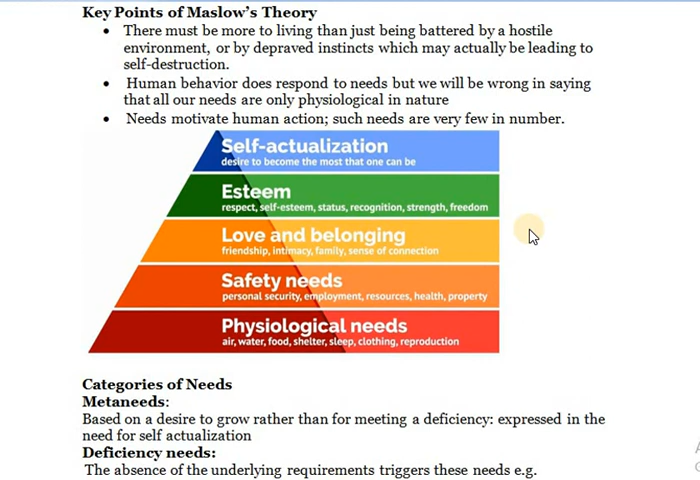 Key Points of Maslow's Theory
• There must be more to living than just being battered by a hostile
environment, or by depraved instincts which may actually be leading to
self-destruction.
• Human behavior does respond to needs but we will be wrong in saying
that all our needs are only physiological in nature
• Needs motivate human action; such needs are very few in number.
Self-actualization
desire to become the most that one can be
Esteem
respect, self-esteem, status, recognition, strength, freedom
Love and belonging
friendship, intimacy, family, sense of connection
Safety needs
personal security, employment, resources, health, property
Physiological needs
air, water, food, shelter, sleep, clothing, reproduction
Categories of Needs
Metaneeds:
Based on a desire to grow rather than for meeting a deficiency: expressed in the
need for self actualization
Deficiency needs:
The absence of the underlying requirements triggers these needs e.g.